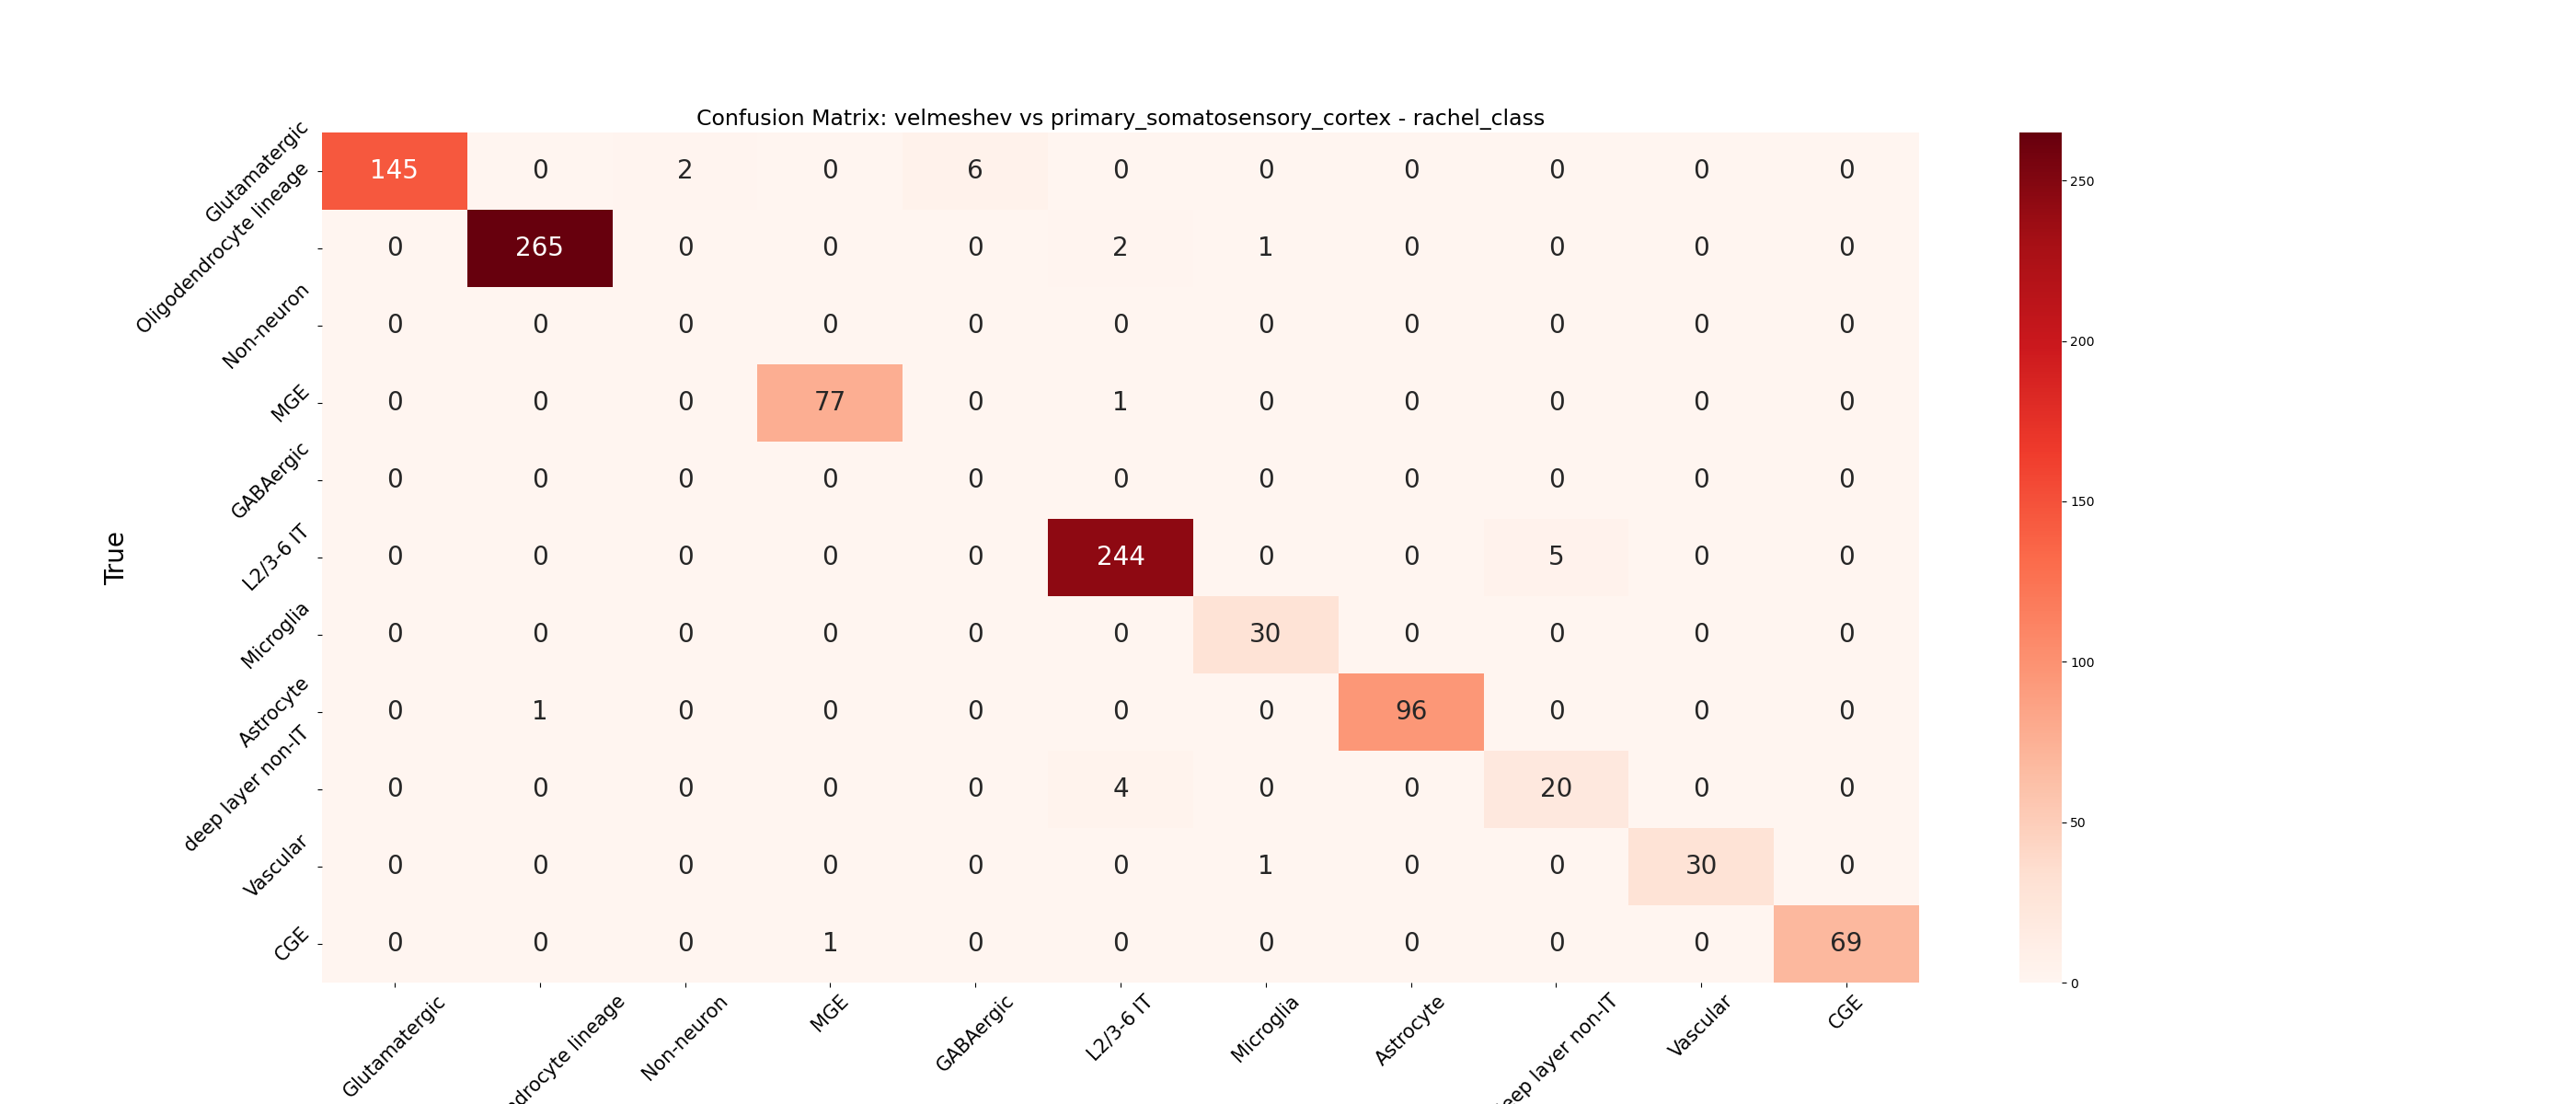 Confusion Matrix: velmeshev vs primary_somatosensory_cortex - rachel_class
Glutamatergic 145 0 2 0 6 0 0 0 0 0 0
Oligodendrocyte lineage 0 265 0 0 0 2 1 0 0 0 0
Non-neuron 0 0 0 0 0 0 0 0 0 0 0
MGE 0 0 0 77 0 1 0 0 0 0 0
GABAergic 0 0 0 0 0 0 0 0 0 0 0
L2/3-6 IT 0 0 0 0 0 244 0 0 5 0 0
Microglia 0 0 0 0 0 0 30 0 0 0 0
Astrocyte 0 1 0 0 0 0 0 96 0 0 0
deep layer non-IT 0 0 0 0 0 4 0 0 20 0 0
Vascular 0 0 0 0 0 0 1 0 0 30 0
CGE 0 0 0 1 0 0 0 0 0 0 69
True
Glutamatergic
ndrocyte lineage
Non-neuron
MGE
GABAergic
L2/3-6 IT
Microglia
Astrocyte
eep layer non-IT
Vascular
CGE
250
200
150
100
50
0